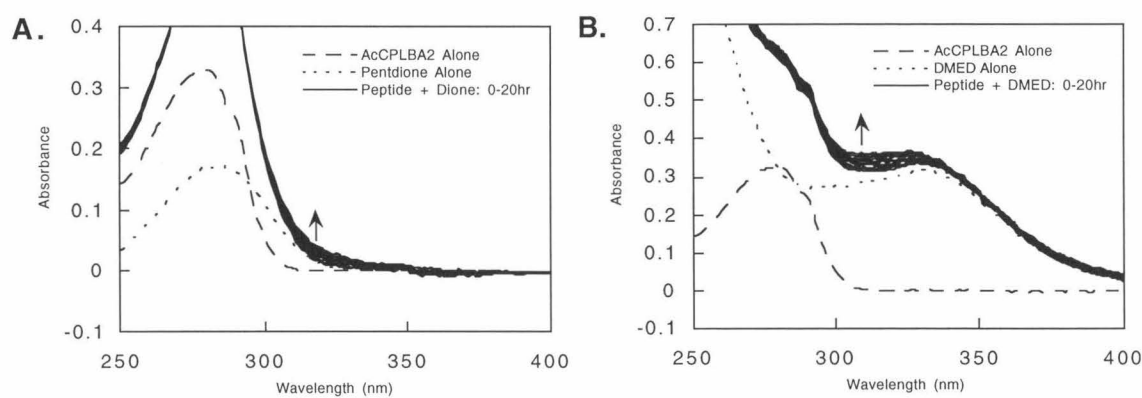 A.
0.4
0.3
0.2
0.1
0
-0.1
Absorbance
AcCPLBA2 Alone
Pentdione Alone
Peptide + Dione: 0-20hr
250 300 350 400
Wavelength (nm)
B.
0.7
0.6
0.5
0.4
0.3
0.2
0.1
0
-0.1
Absorbance
AcCPLBA2 Alone
DMED Alone
Peptide + DMED: 0-20hr
250 300 350 400
Wavelength (nm)